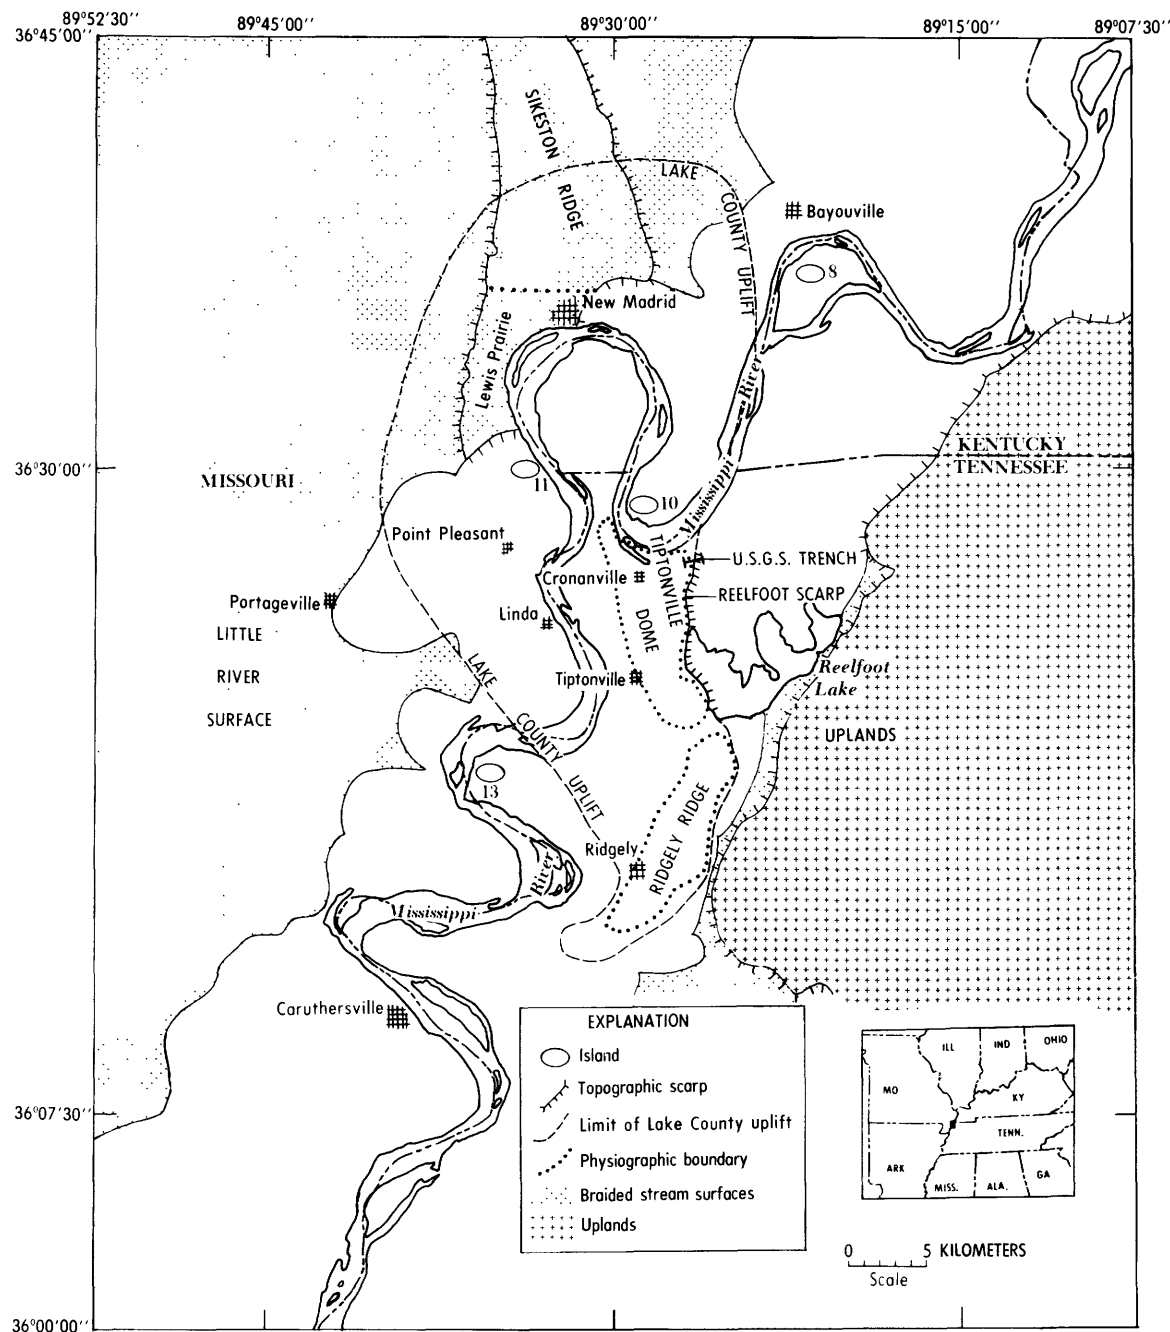 89°52'30''
89°45'00''
89°30'00''
89°15'00''
89°07'30''
36°45'00''
SIKESTON RIDGE
LAKE COUNTY UPLIFT
Bayouville
8
New Madrid
Lewis Prairie
Mississippi River
36°30'00''
MISSOURI
KENTUCKY
TENNESSEE
11
10
Point Pleasant
U.S.G.S. TRENCH
Cronanville
TIPTONVILLE DOME
REELFOOT SCARP
Portageville
Linda
LITTLE
RIVER
SURFACE
Reelfoot
Lake
Tiptonville
LAKE COUNTY UPLIFT
UPLANDS
13
Ridgely
RIDGELY RIDGE
Mississippi River
Caruthersville
EXPLANATION
Island
Topographic scarp
Limit of Lake County uplift
Physiographic boundary
Braided stream surfaces
Uplands
ILL
IND
OHIO
MO
KY
TENN.
ARK
MISS.
ALA.
GA
36°07'30''
0 5 KILOMETERS
Scale
36°00'00''